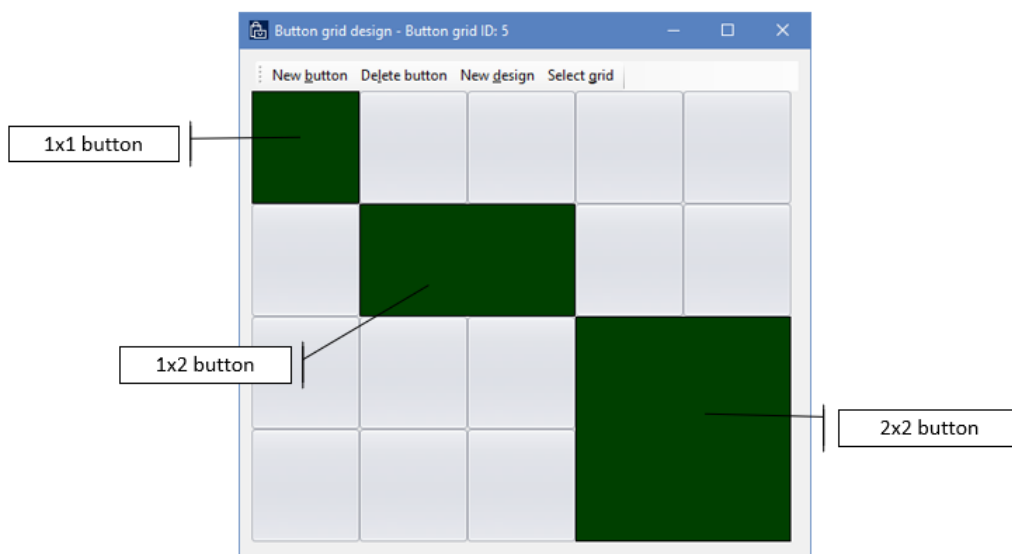 Button grid design - Button grid ID: 5
New button Delete button New design Select grid
1x1 button
1x2 button
2x2 button